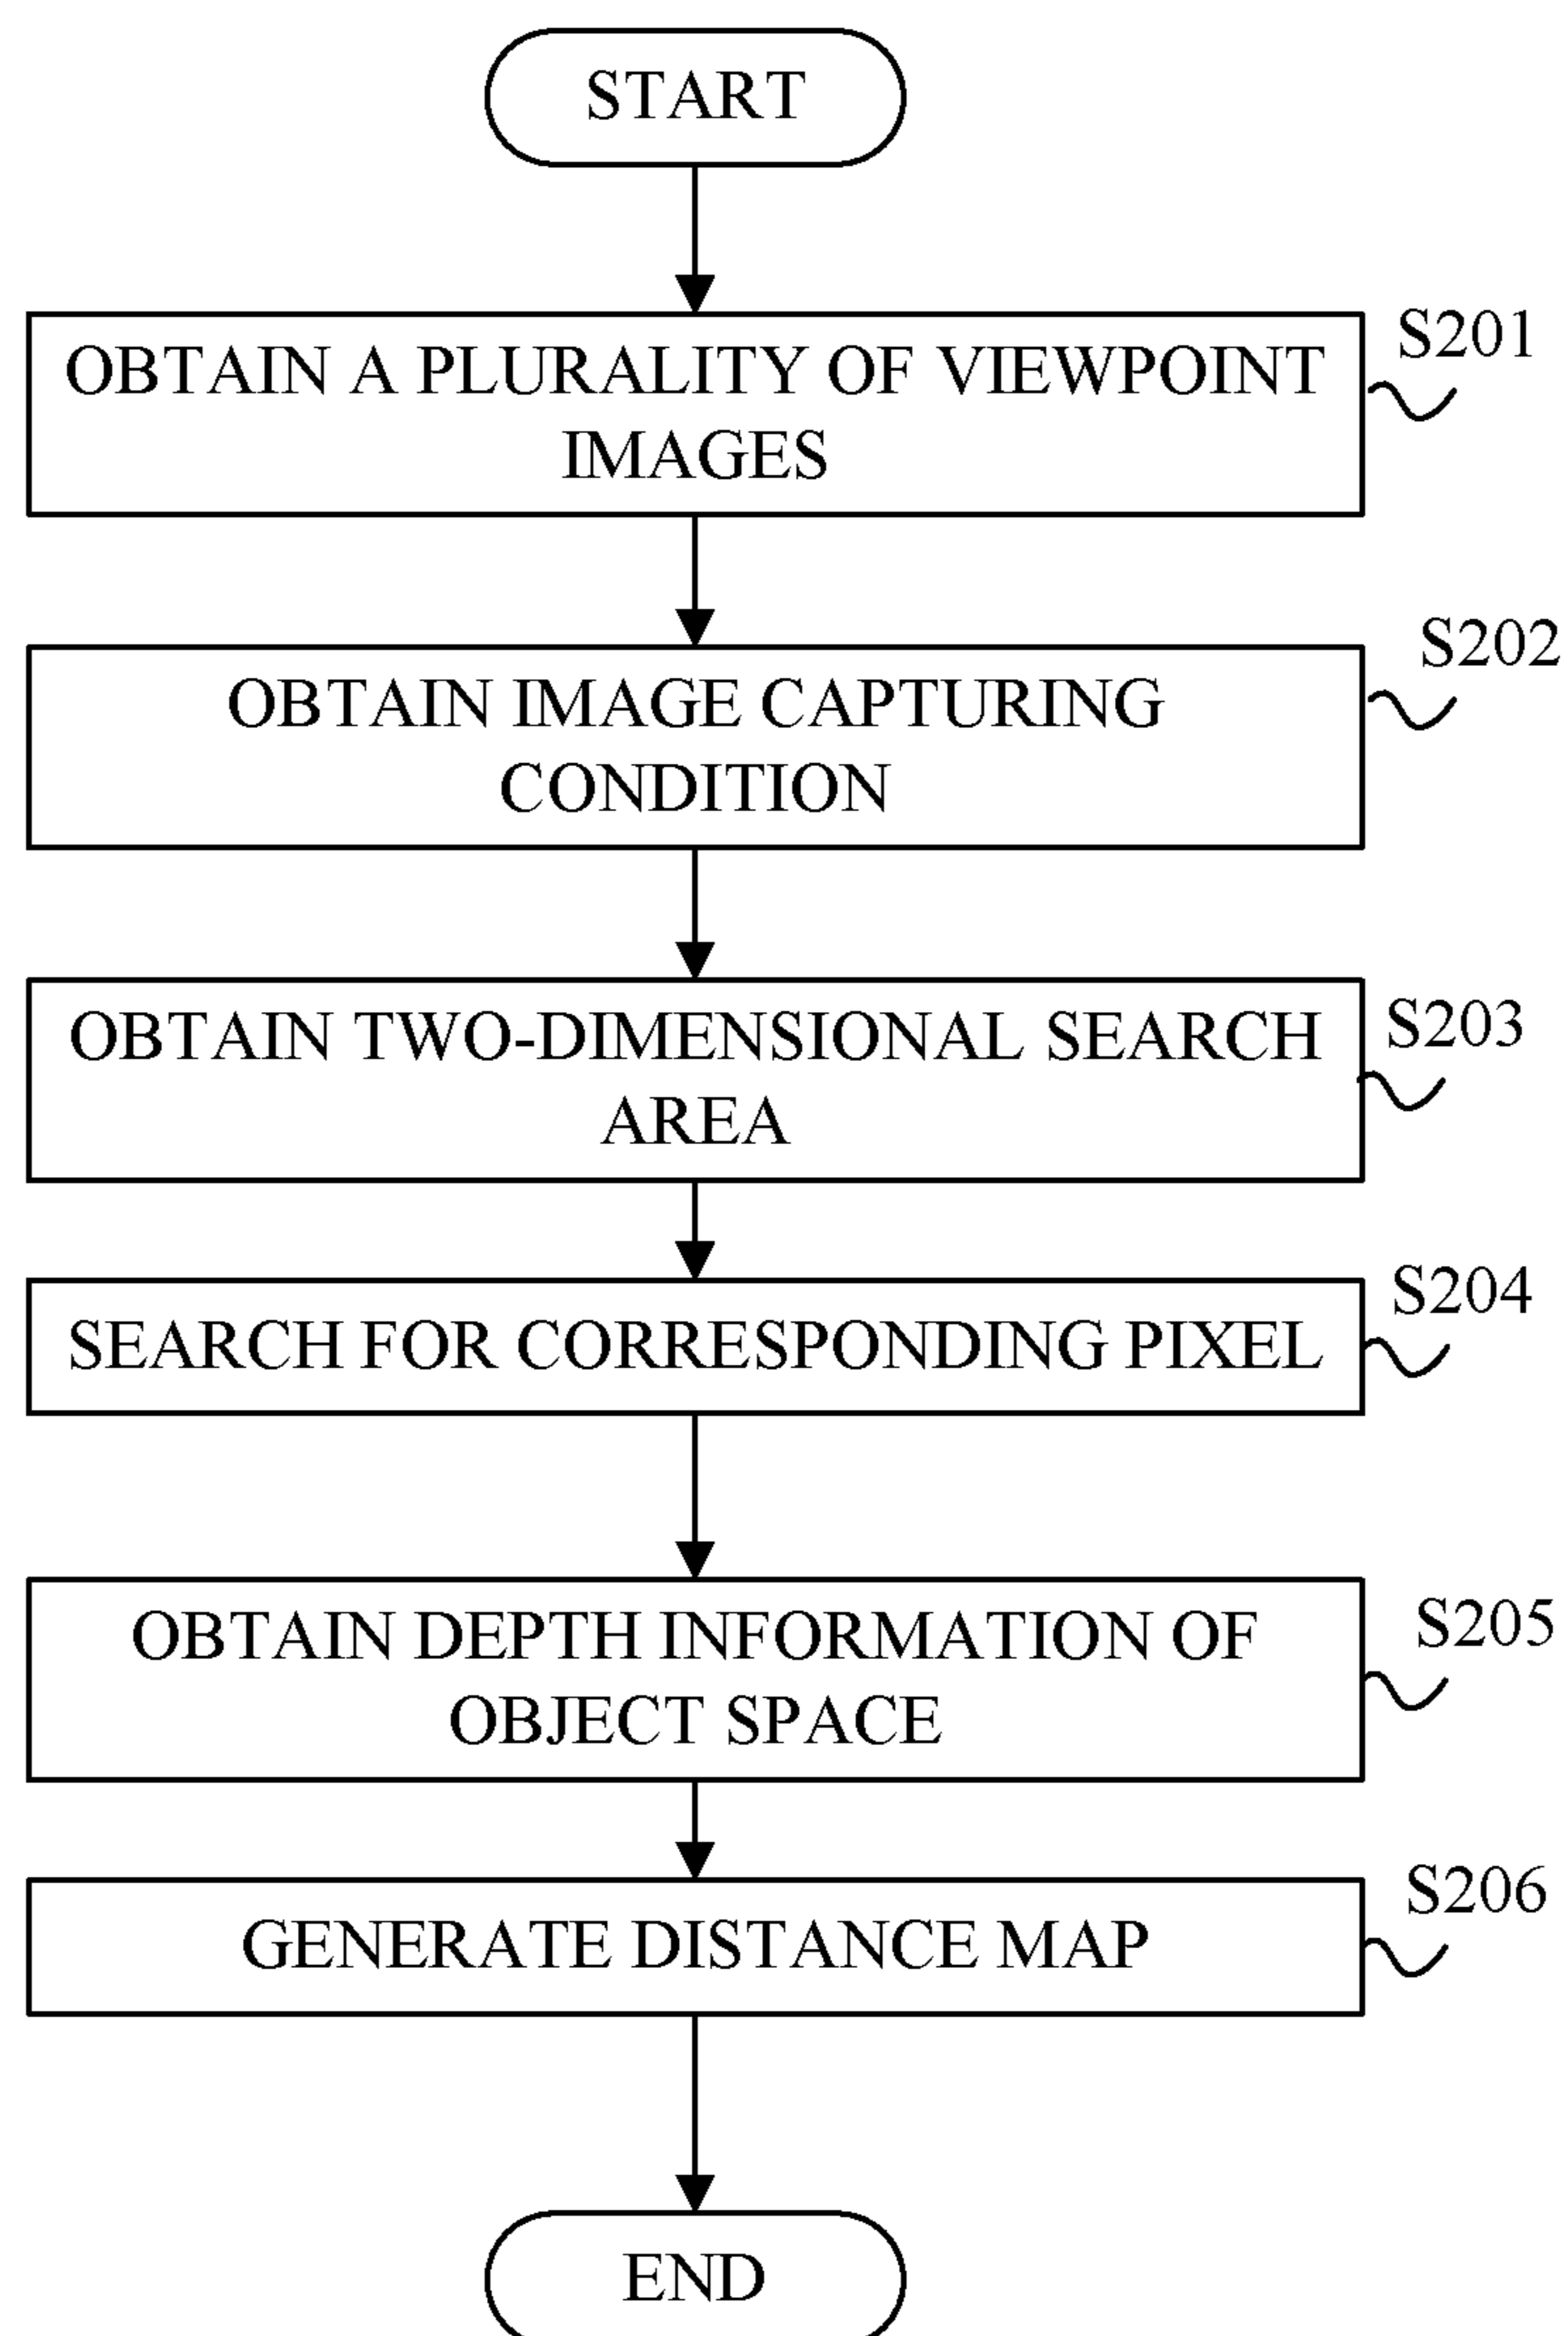 START
S201
OBTAIN A PLURALITY OF VIEWPOINT
IMAGES
S202
OBTAIN IMAGE CAPTURING
CONDITION
S203
OBTAIN TWO-DIMENSIONAL SEARCH
AREA
S204
SEARCH FOR CORRESPONDING PIXEL
S205
OBTAIN DEPTH INFORMATION OF
OBJECT SPACE
S206
GENERATE DISTANCE MAP
END